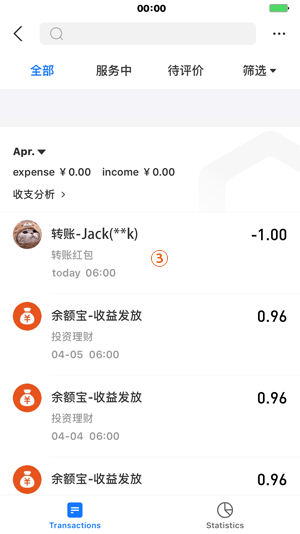 00:00
全部 服务中 待评价 筛选
Apr.
expense ￥0.00 income ￥0.00
收支分析 >
转账-Jack(**k) -1.00
转账红包
③
today 06:00
余额宝-收益发放 0.96
投资理财
04-05 06:00
余额宝-收益发放 0.96
投资理财
04-04 06:00
余额宝-收益发放 0.96
Transactions Statistics